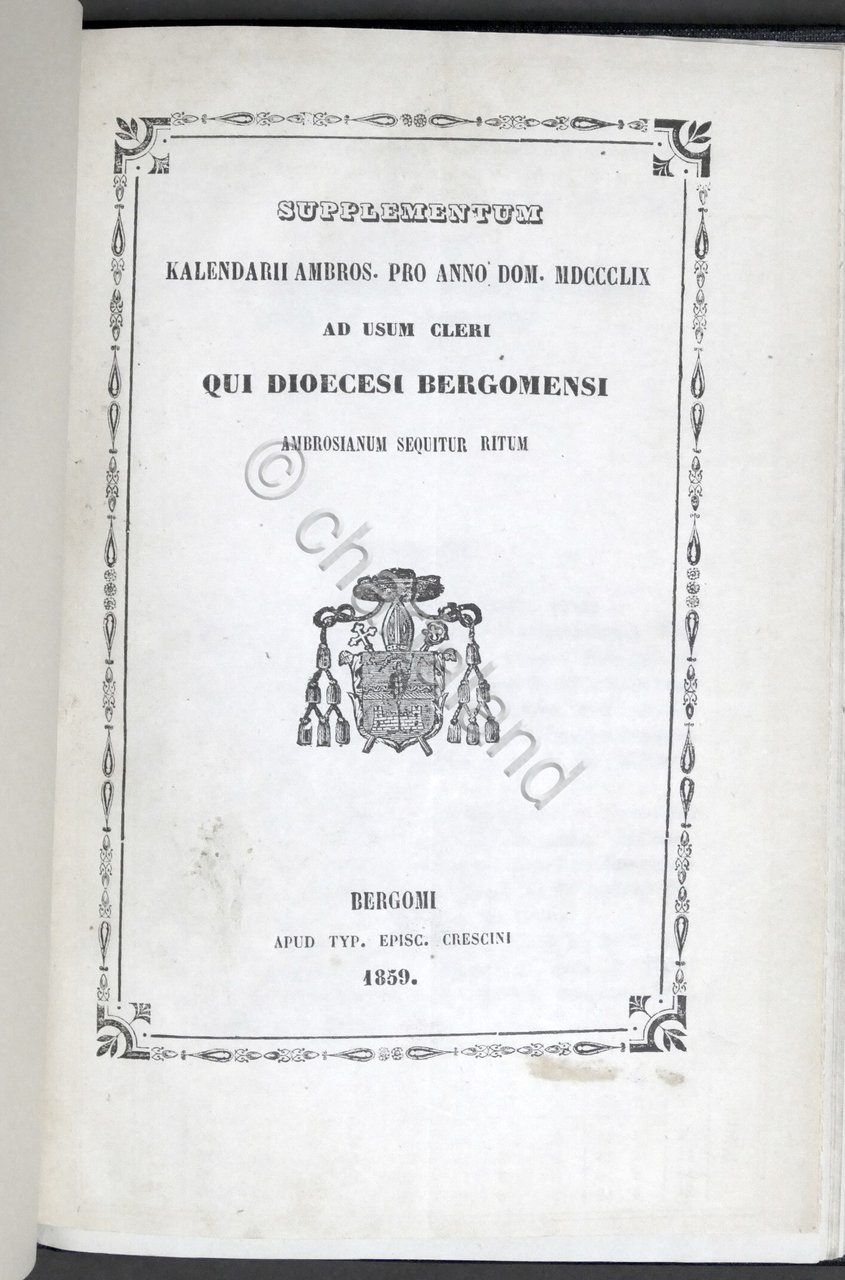 SUPPLEMENTUM
KALENDARII AMBROS. PRO ANNO DOM. MDCCCLIX
AD USUM CLERI
QUI DIOECESI BERGOMENSI
AMBROSIANUM SEQUITUR RITUM
BERGOMI
APUD TYP. EPISC. CRESCINI
1859.